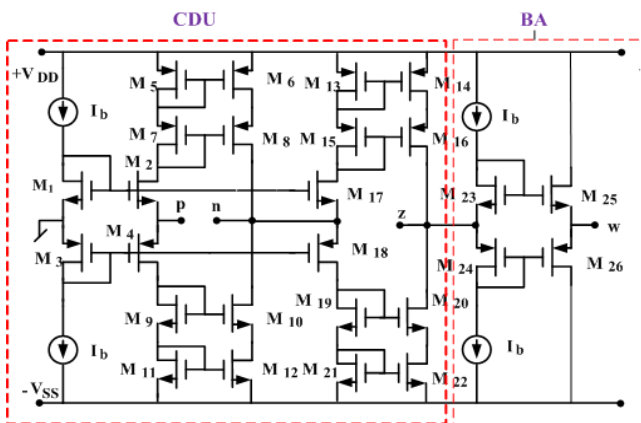 CDU BA
+V DD
I b
M 5
M 6
M 13
M 14
M 7
M 8
M 15
M 16
I b
M 1
M 2
M 17
M 23
M 25
p n z w
M 3
M 4
M 18
M 24
M 26
M 19
M 20
M 9
M 10
I b
I b
M 11
M 12
M 21
M 22
-V SS